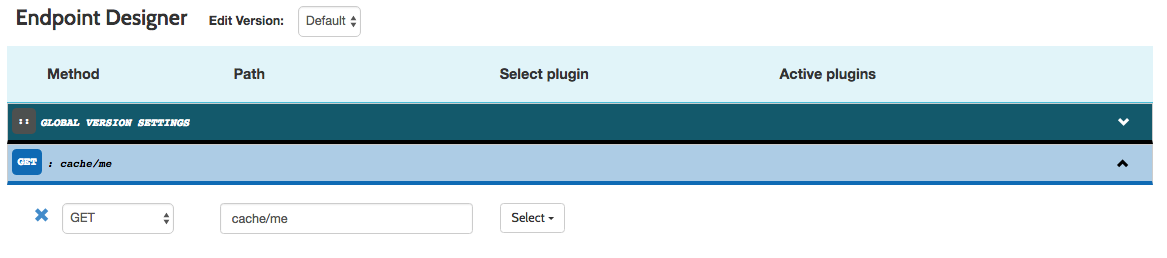 Endpoint Designer Edit Version: Default
Method Path Select plugin Active plugins
:: GLOBAL VERSION SETTINGS
GET : cache/me
GET cache/me Select